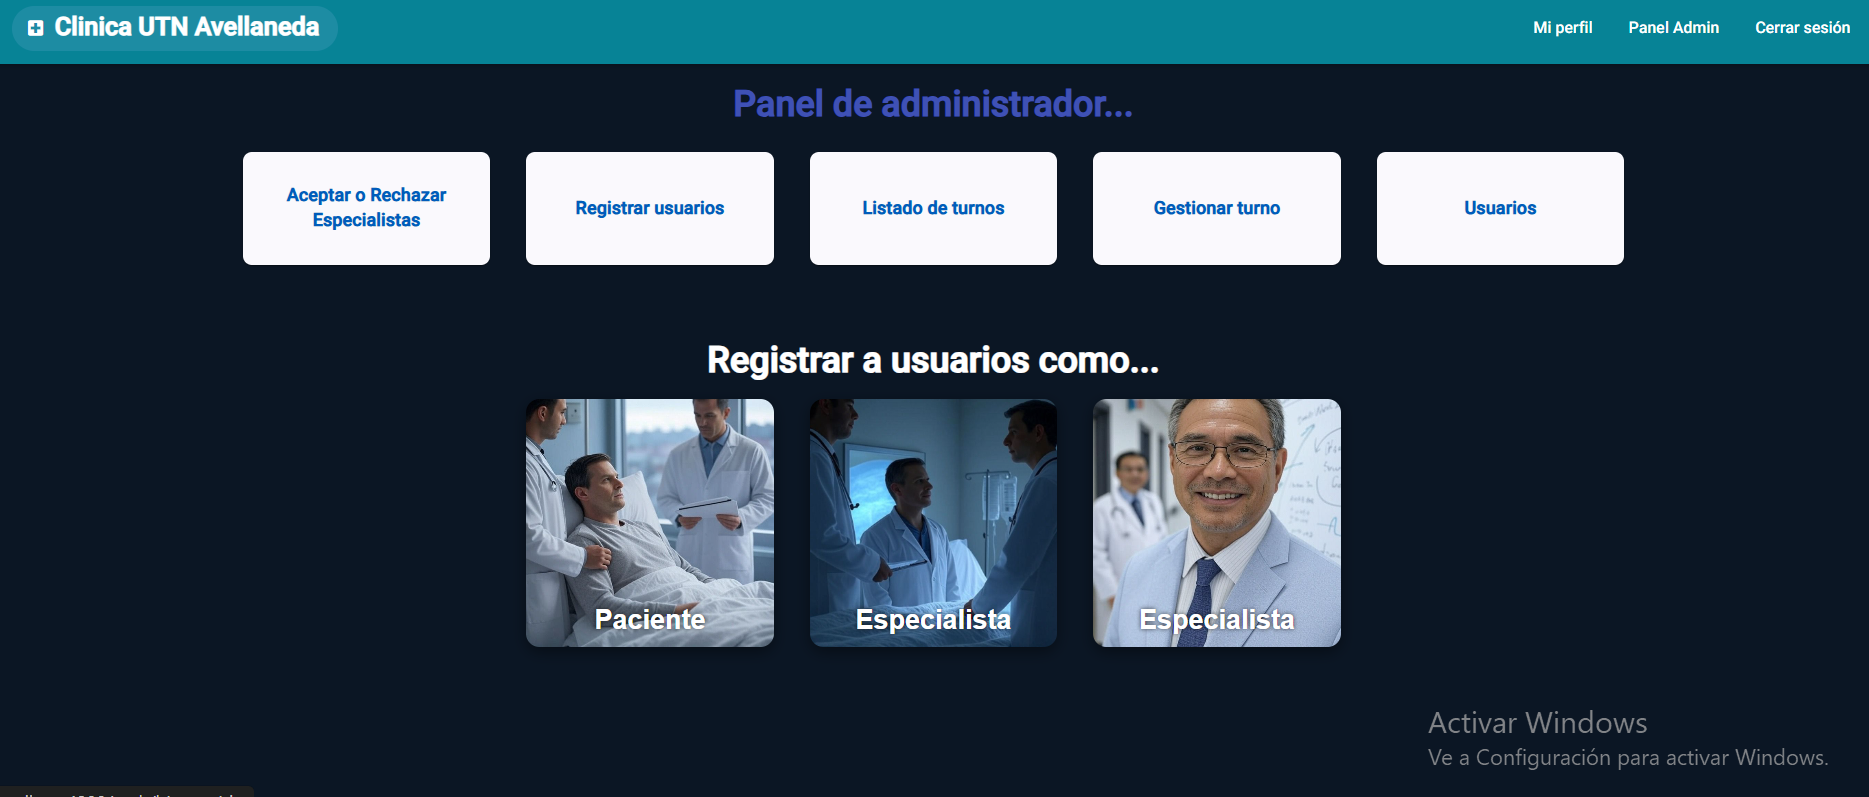 Clinica UTN Avellaneda
Mi perfil
Panel Admin
Cerrar sesión
Panel de administrador...
Aceptar o Rechazar
Especialistas
Registrar usuarios
Listado de turnos
Gestionar turno
Usuarios
Registrar a usuarios como...
Paciente
Especialista
Especialista
Activar Windows
Ve a Configuración para activar Windows.